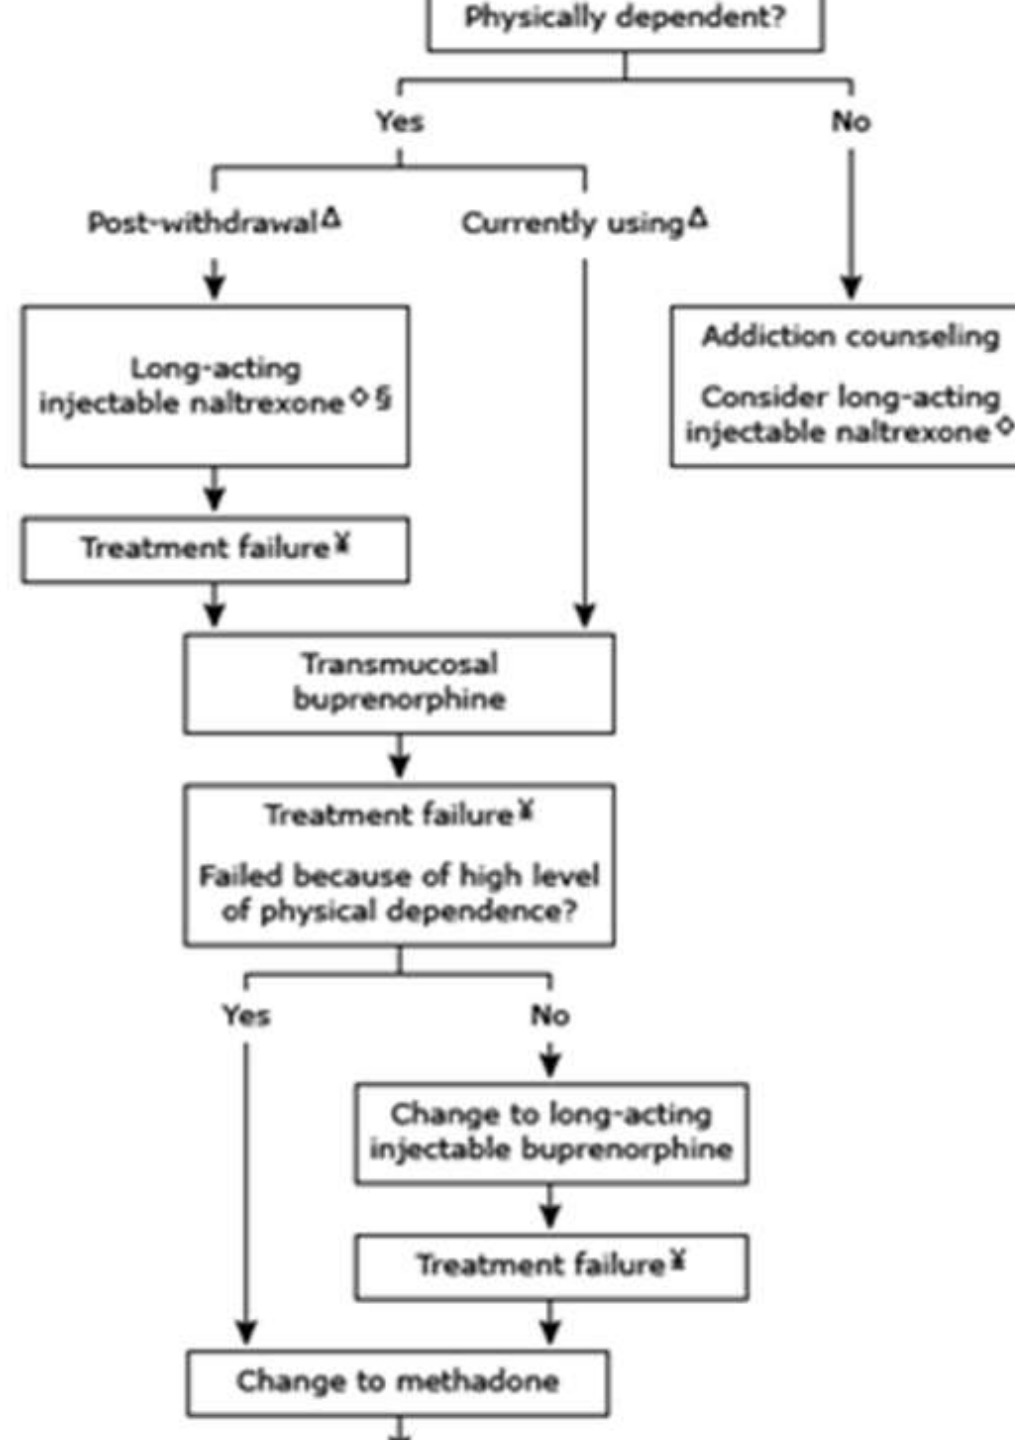 Physically dependent?
Yes
No
Post-withdrawalΔ
Currently usingΔ
Long-acting
injectable naltrexone◇§
Addiction counseling
Consider long-acting
injectable naltrexone◇
Treatment failure¥
Transmucosal
buprenorphine
Treatment failure¥
Failed because of high level
of physical dependence?
Yes
No
Change to long-acting
injectable buprenorphine
Treatment failure¥
Change to methadone